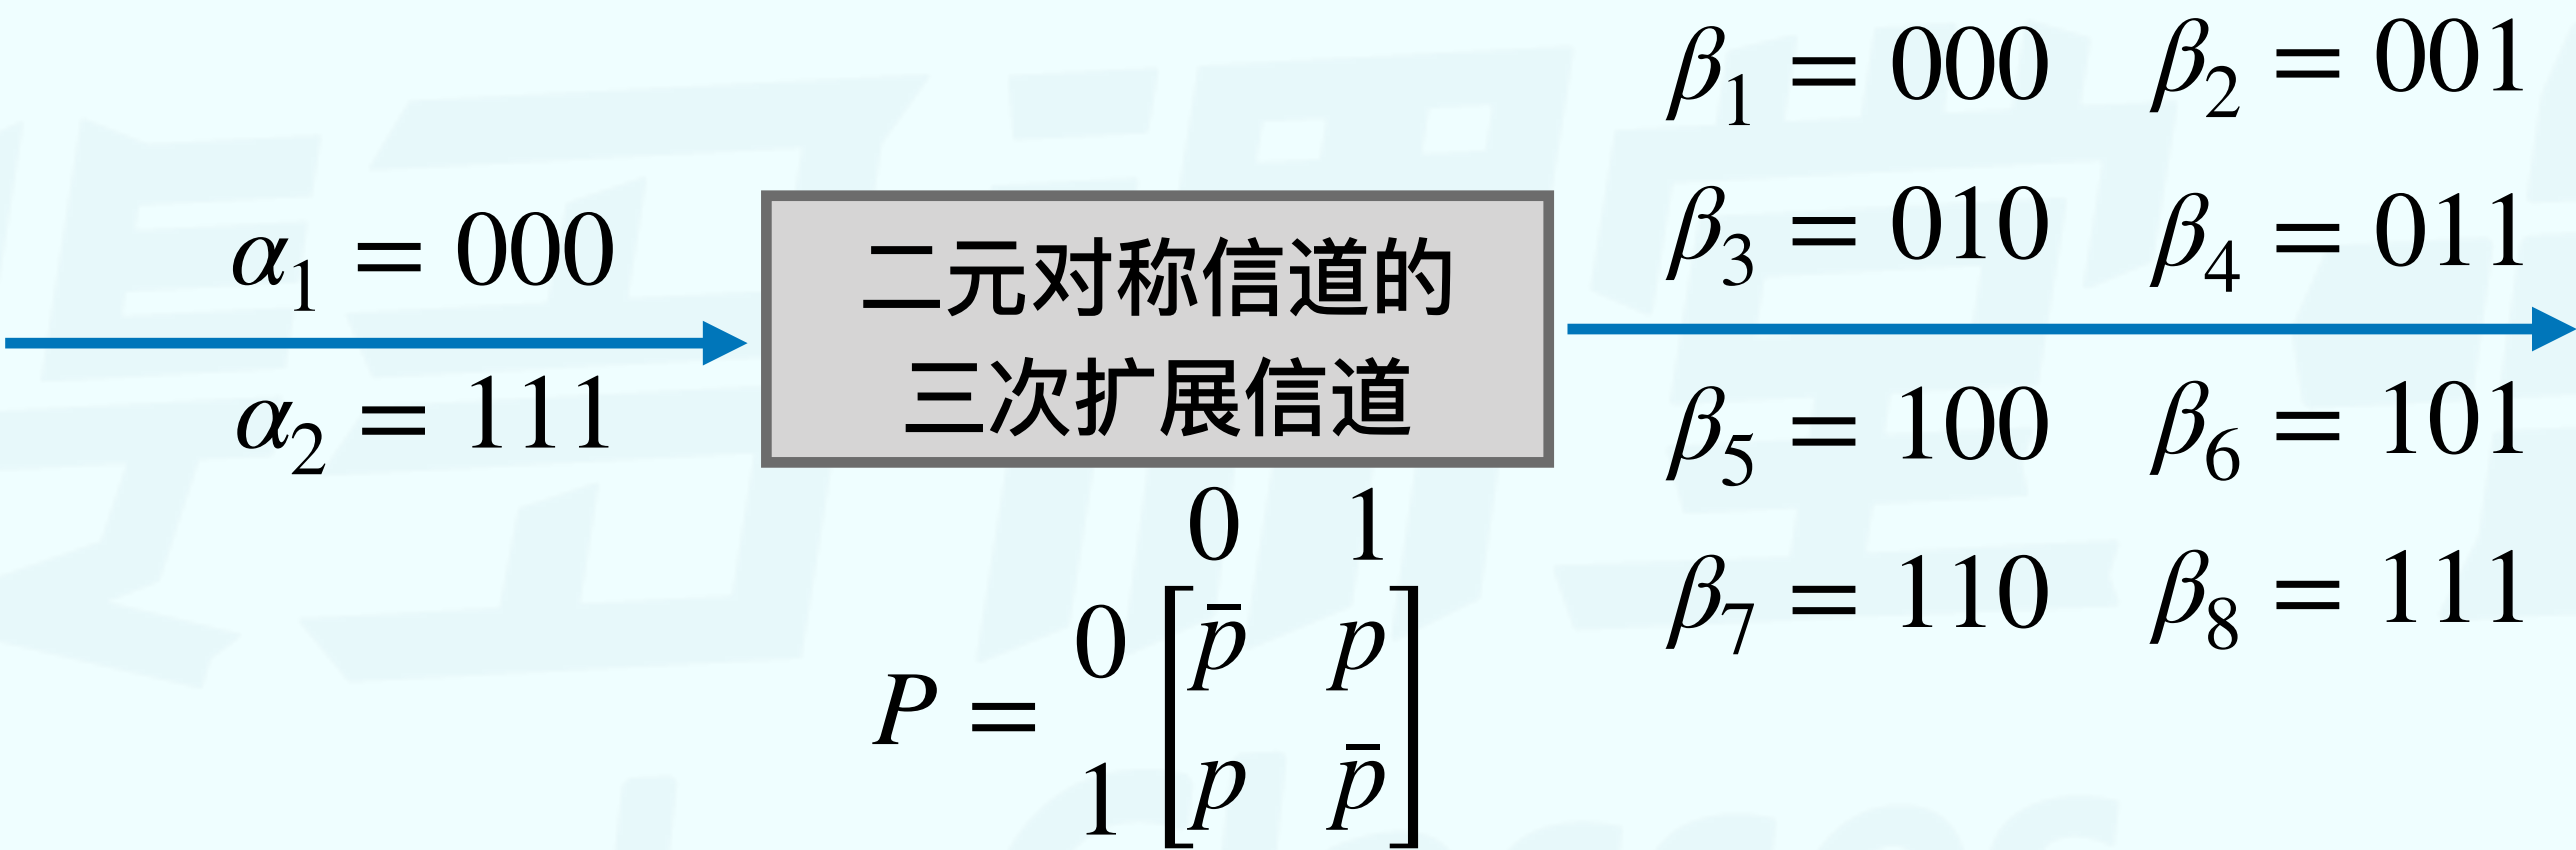 α₁ = 000
α₂ = 111
二元对称信道的
三次扩展信道
0 1
P = 0 [p̄ p]
1 [p p̄]
β₁ = 000 β₂ = 001
β₃ = 010 β₄ = 011
β₅ = 100 β₆ = 101
β₇ = 110 β₈ = 111